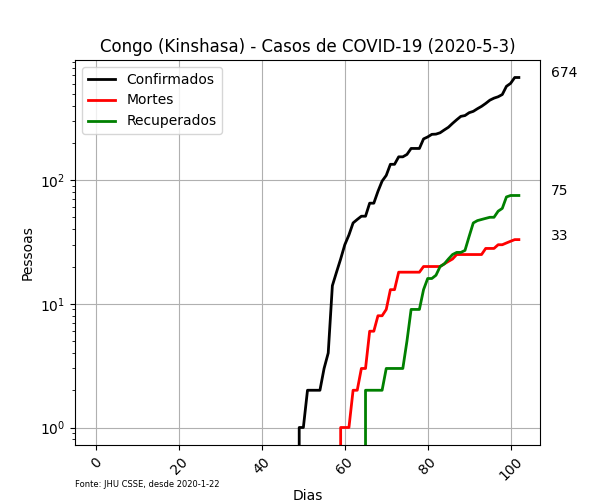 Congo (Kinshasa) - Casos de COVID-19 (2020-5-3)
Confirmados
Mortes
Recuperados
674
75
33
10²
10¹
10⁰
Pessoas
0
20
40
60
80
100
Fonte: JHU CSSE, desde 2020-1-22
Dias